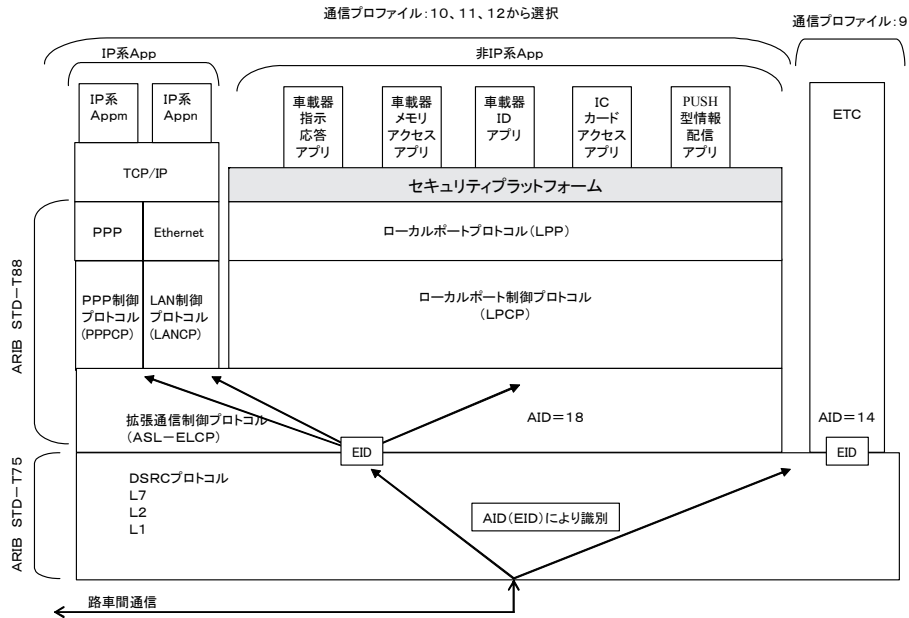 通信プロファイル：10、11、12から選択
通信プロファイル：9
IP系App
非IP系App
IP系
Appm
IP系
Appn
車載器
指示
応答
アプリ
車載器
メモリ
アクセス
アプリ
車載器
ID
アプリ
IC
カード
アクセス
アプリ
PUSH
型情報
配信
アプリ
ETC
TCP/IP
セキュリティプラットフォーム
PPP
Ethernet
ローカルポートプロトコル(LPP)
PPP制御
プロトコル
(PPPCP)
LAN制御
プロトコル
(LANCP)
ローカルポート制御プロトコル
(LPCP)
ARIB STD－T88
拡張通信制御プロトコル
(ASL－ELCP)
AID＝18
AID＝14
EID
EID
ARIB STD－T75
DSRCプロトコル
L7
L2
L1
AID(EID)により識別
路車間通信